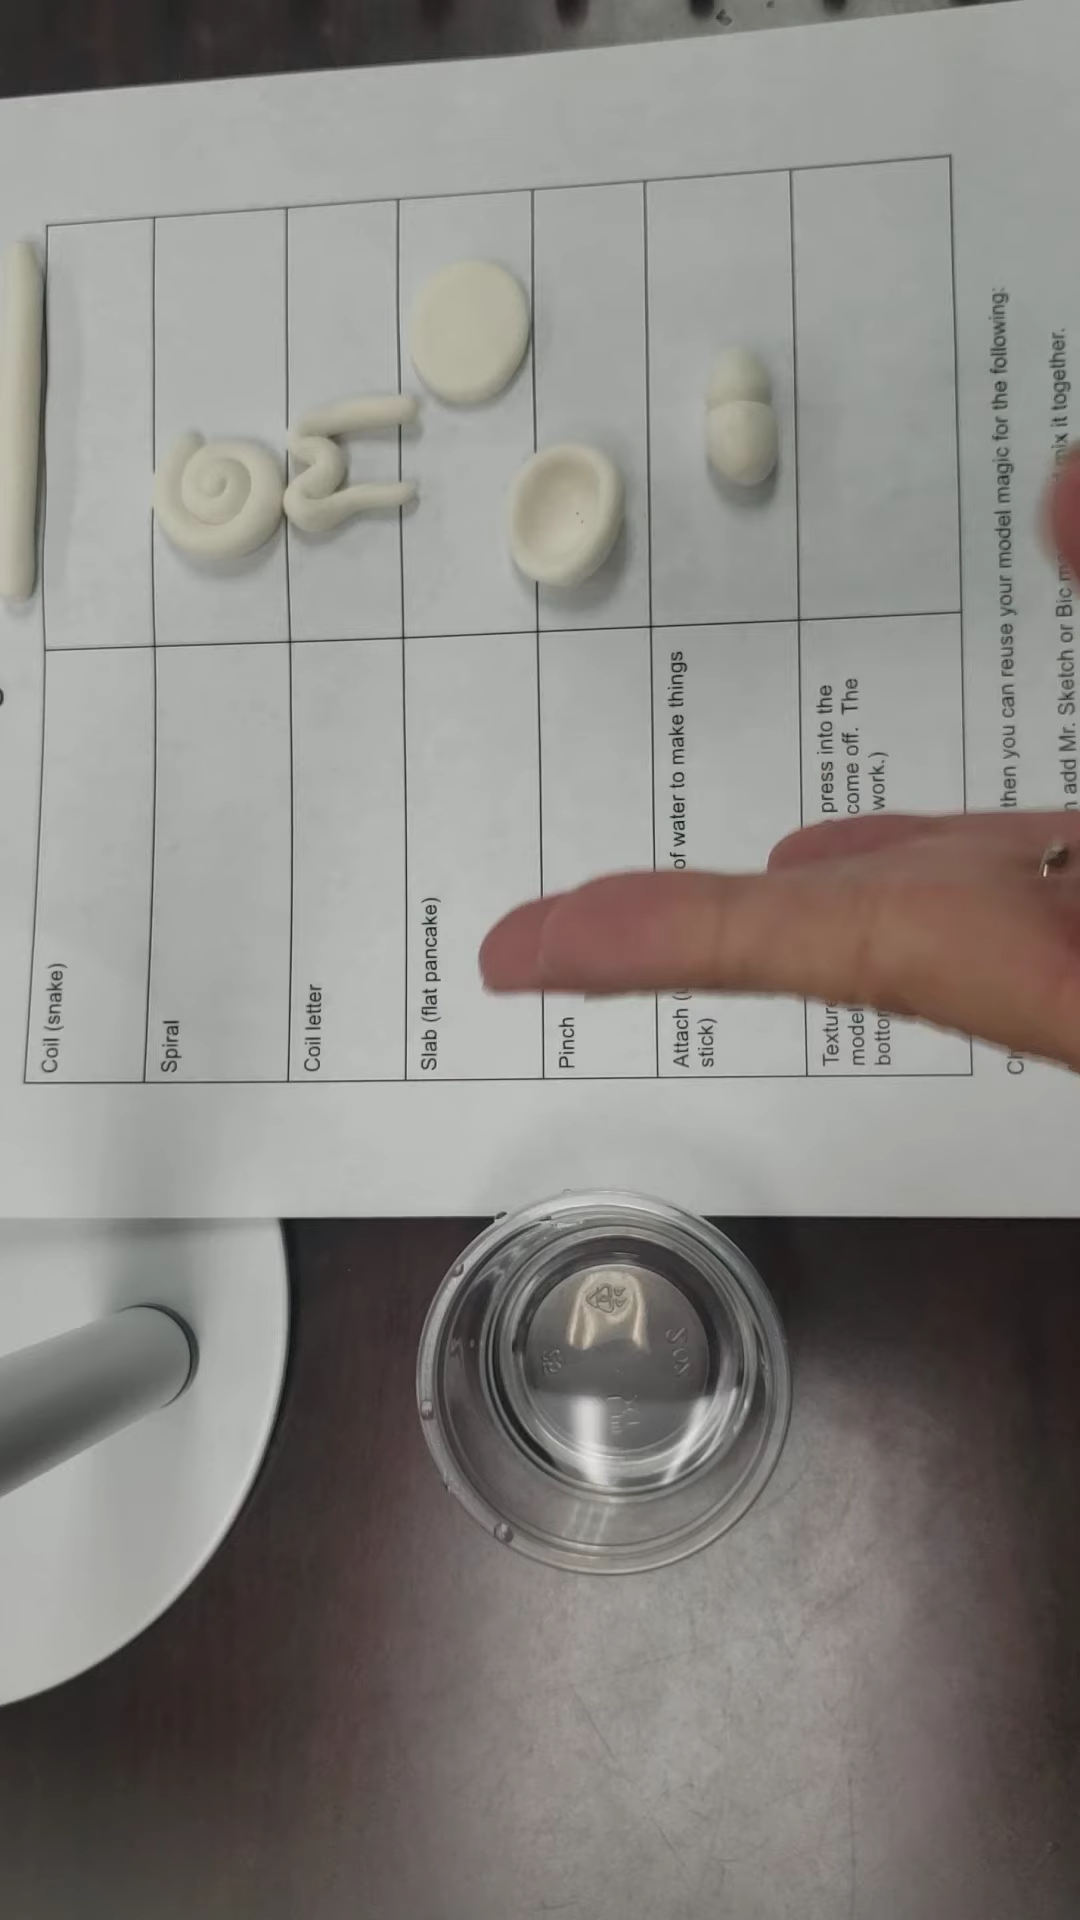 Coil (snake)
Spiral
Coil letter
Slab (flat pancake)
Pinch
Attach ( of water to make things
stick)
Texture press into the
model come off. The
work.)
then you can reuse your model magic for the following:
add Mr. Sketch or Bic mix it together.